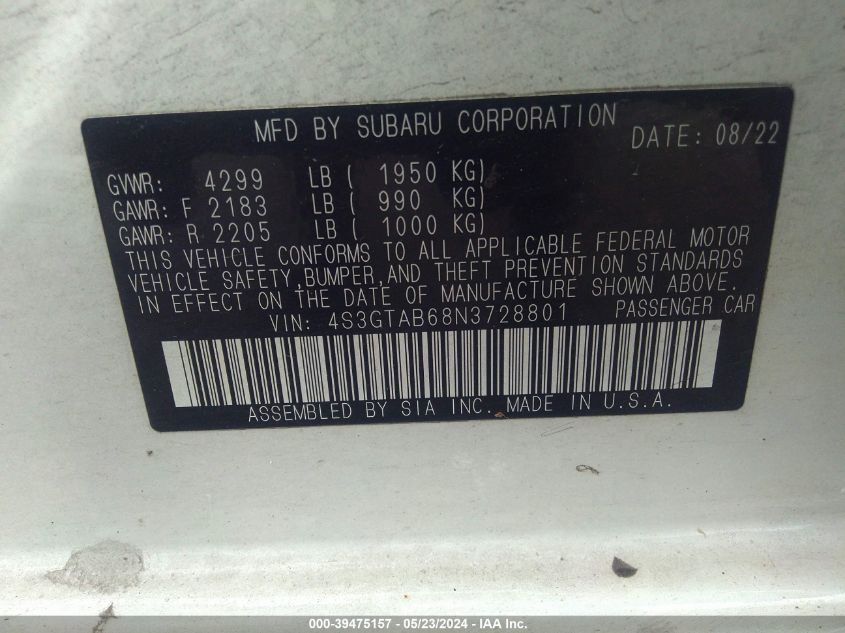 MFD BY SUBARU CORPORATION DATE: 08/22
GVWR: 4299 LB ( 1950 KG)
GAWR: F 2183 LB ( 990 KG)
GAWR: R 2205 LB ( 1000 KG)
THIS VEHICLE CONFORMS TO ALL APPLICABLE FEDERAL MOTOR
VEHICLE SAFETY,BUMPER,AND THEFT PREVENTION STANDARDS
IN EFFECT ON THE DATE OF MANUFACTURE SHOWN ABOVE.
VIN: 4S3GTAB68N3728801 PASSENGER CAR
ASSEMBLED BY SIA INC. MADE IN U.S.A.
000-39475157 - 05/23/2024 - IAA Inc.